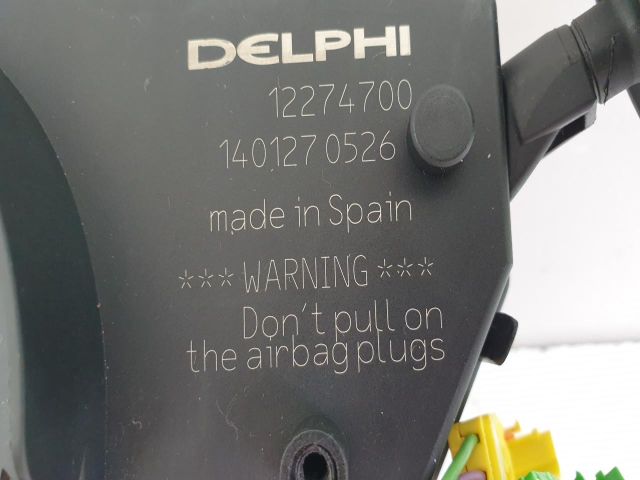 DELPHI
12274700
140127 0526
made in Spain
*** WARNING ***
Don't pull on
the airbag plugs